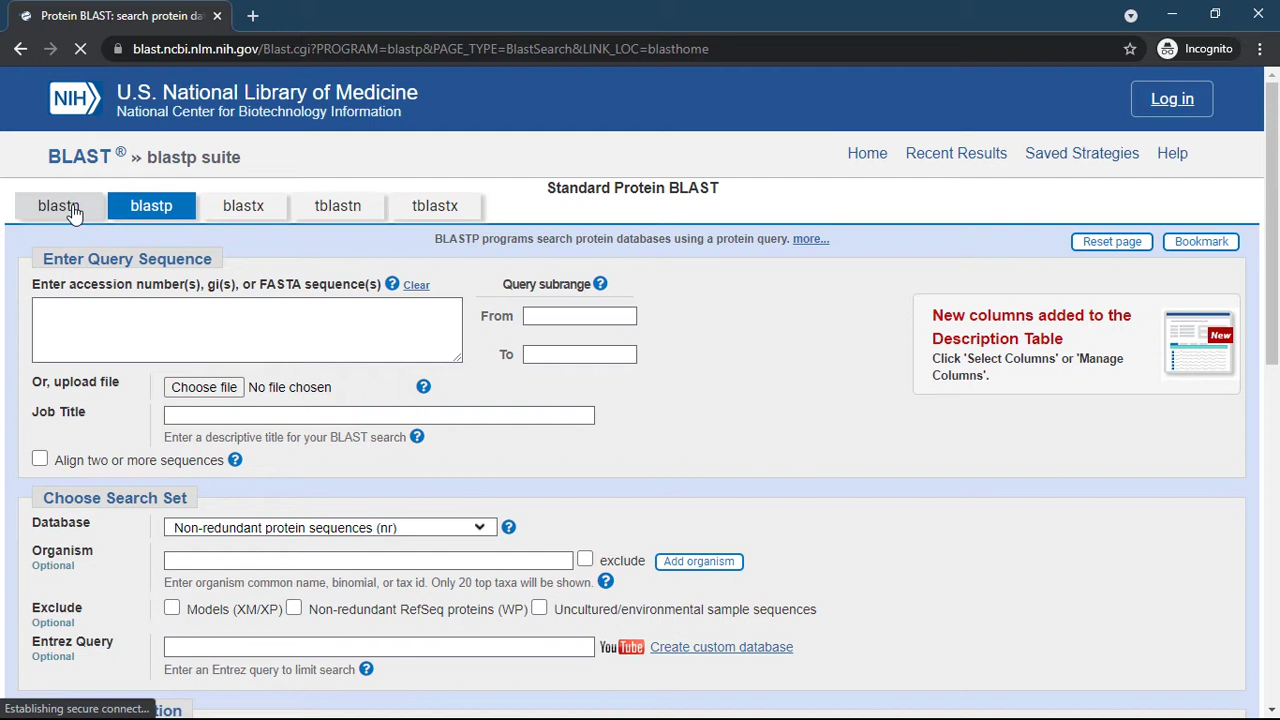 Protein BLAST: search protein da
blast.ncbi.nlm.nih.gov/Blast.cgi?PROGRAM=blastp&PAGE_TYPE=BlastSearch&LINK_LOC=blasthome
Incognito
NIH
U.S. National Library of Medicine
National Center for Biotechnology Information
Log in
BLAST ® » blastp suite
Home Recent Results Saved Strategies Help
Standard Protein BLAST
blastn blastp blastx tblastn tblastx
BLASTP programs search protein databases using a protein query. more...
Reset page Bookmark
Enter Query Sequence
Enter accession number(s), gi(s), or FASTA sequence(s) ? Clear
Query subrange ?
From
To
New columns added to the
Description Table
Click 'Select Columns' or 'Manage
Columns'.
New
Or, upload file Choose file No file chosen ?
Job Title
Enter a descriptive title for your BLAST search ?
Align two or more sequences ?
Choose Search Set
Database Non-redundant protein sequences (nr) ?
Organism
Optional
exclude Add organism
Enter organism common name, binomial, or tax id. Only 20 top taxa will be shown. ?
Exclude
Optional
Models (XM/XP) Non-redundant RefSeq proteins (WP) Uncultured/environmental sample sequences
Entrez Query
Optional
YouTube Create custom database
Enter an Entrez query to limit search ?
Establishing secure connect...